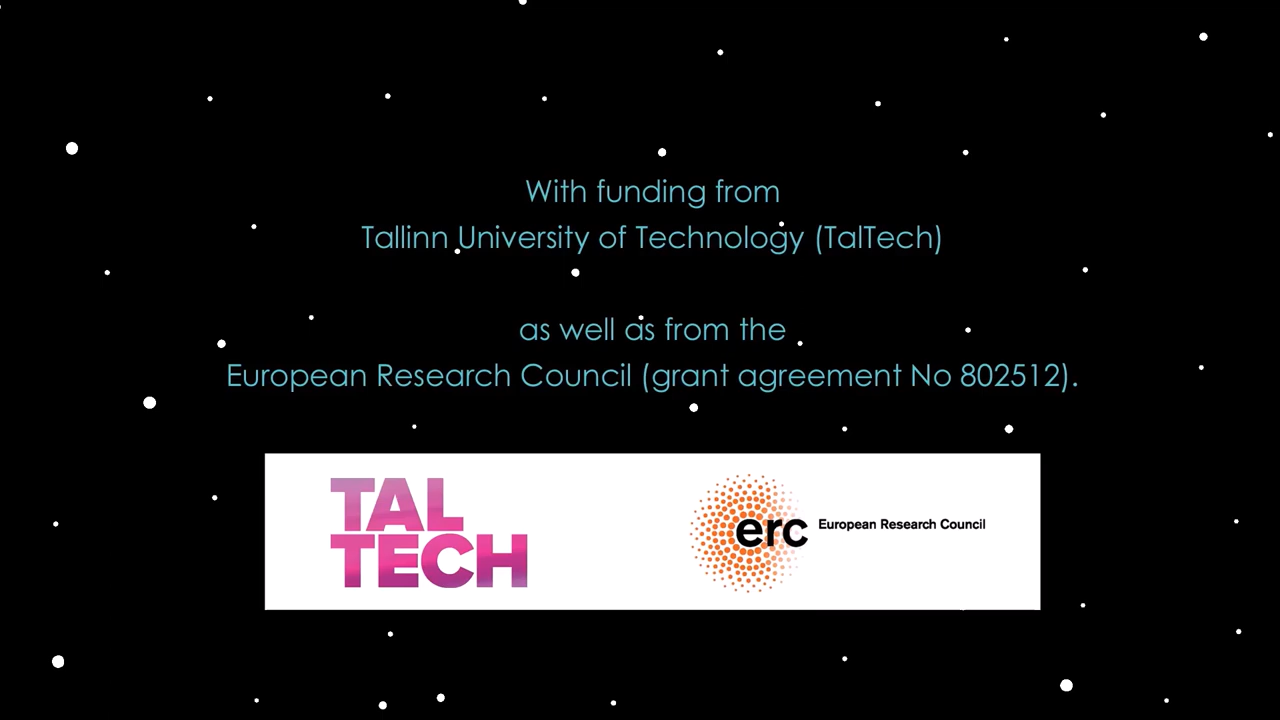 With funding from
Tallinn University of Technology (TalTech)
as well as from the
European Research Council (grant agreement No 802512).
TAL
TECH
erc
European Research Council